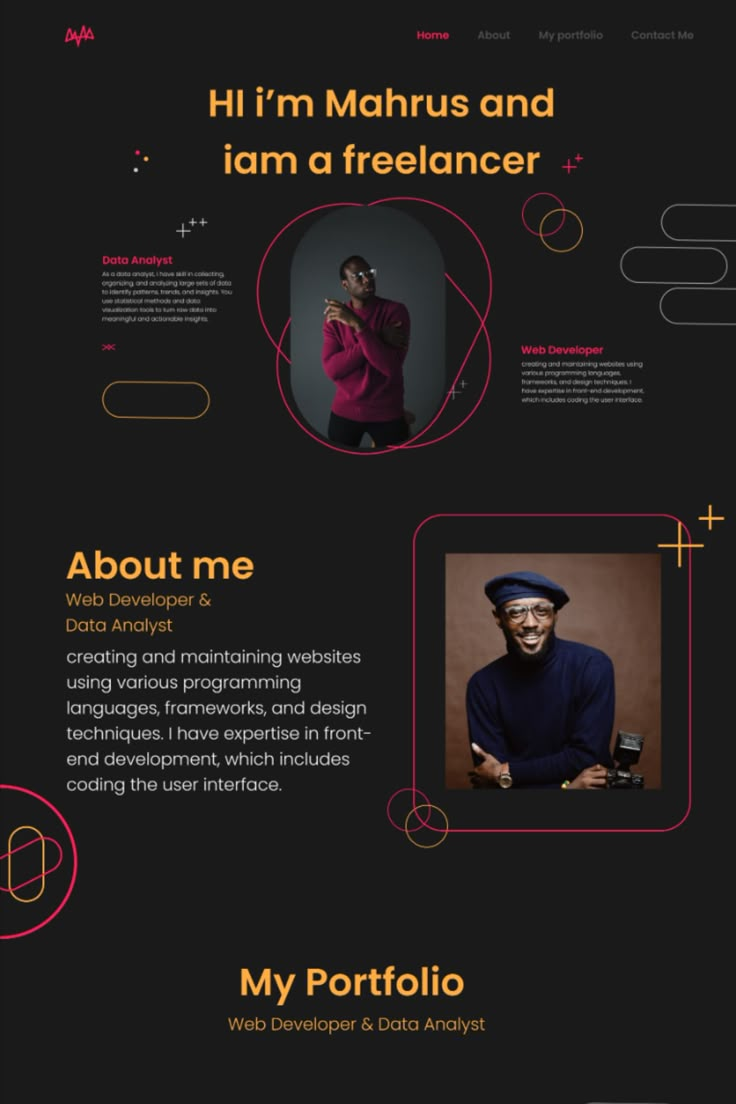 Home About My portfolio Contact Me
HI i’m Mahrus and
iam a freelancer
Data Analyst
As a data analyst, I have skill in collecting,
organizing, and analyzing large sets of data
to identify patterns, trends, and insights. You
use statistical methods and data
visualization tools to turn raw data into
meaningful and actionable insights.
Web Developer
creating and maintaining websites using
various programming languages,
frameworks, and design techniques. I
have expertise in front-end development,
which includes coding the user interface.
About me
Web Developer &
Data Analyst
creating and maintaining websites
using various programming
languages, frameworks, and design
techniques. I have expertise in front-
end development, which includes
coding the user interface.
My Portfolio
Web Developer & Data Analyst